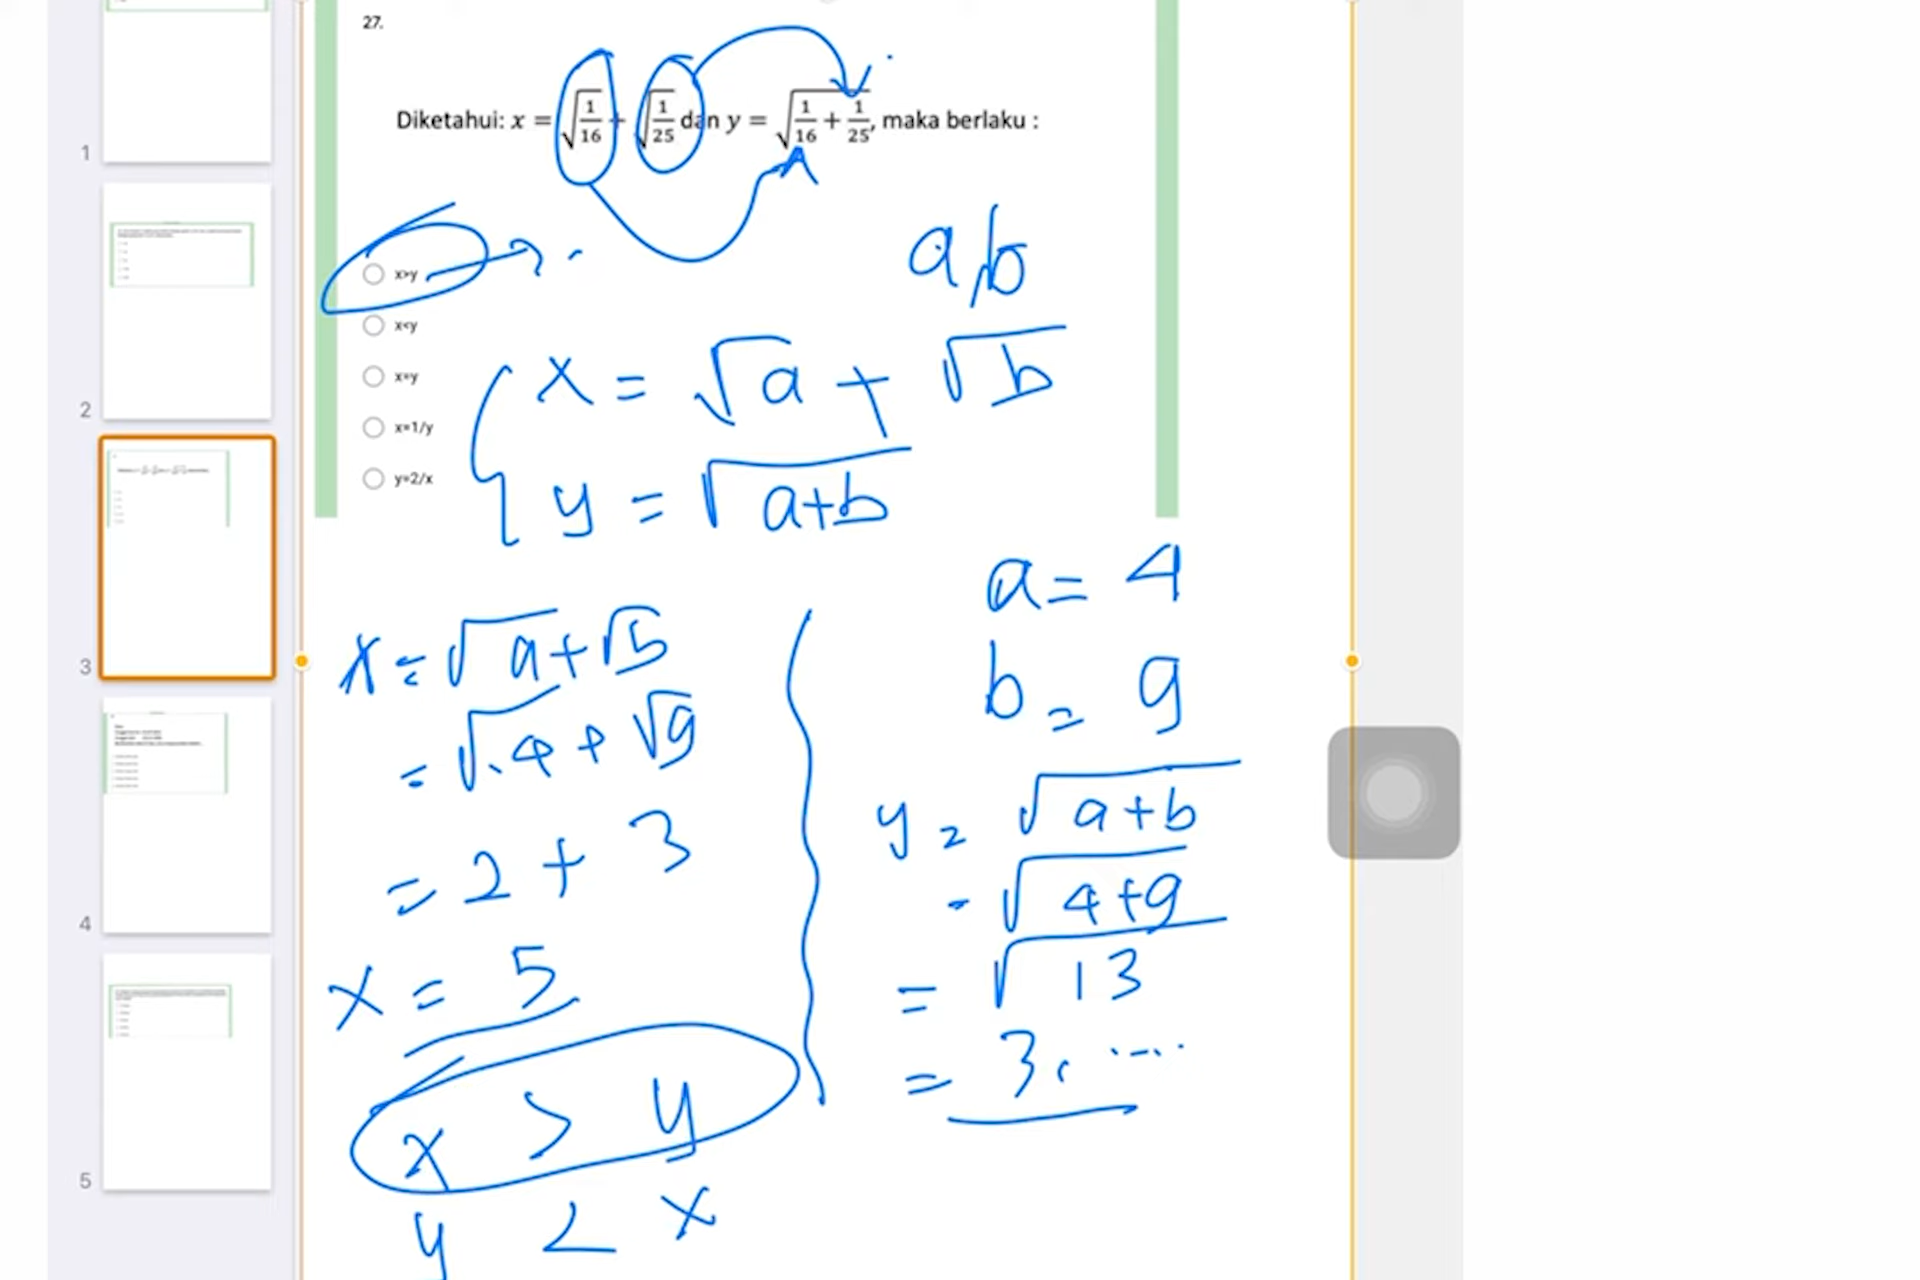 27.
Diketahui: x = √(1/16) + √(1/25) dan y = √(1/16 + 1/25), maka berlaku :
x>y
x<y
x=y
x=1/y
y=2/x
a, b
x = √a + √b
y = √(a+b)
a = 4
b = 9
x = √a + √b
= √4 + √9
= 2 + 3
x = 5
x > y
y < x
y = √(a+b)
= √(4+9)
= √13
= 3, ....
1
2
3
4
5